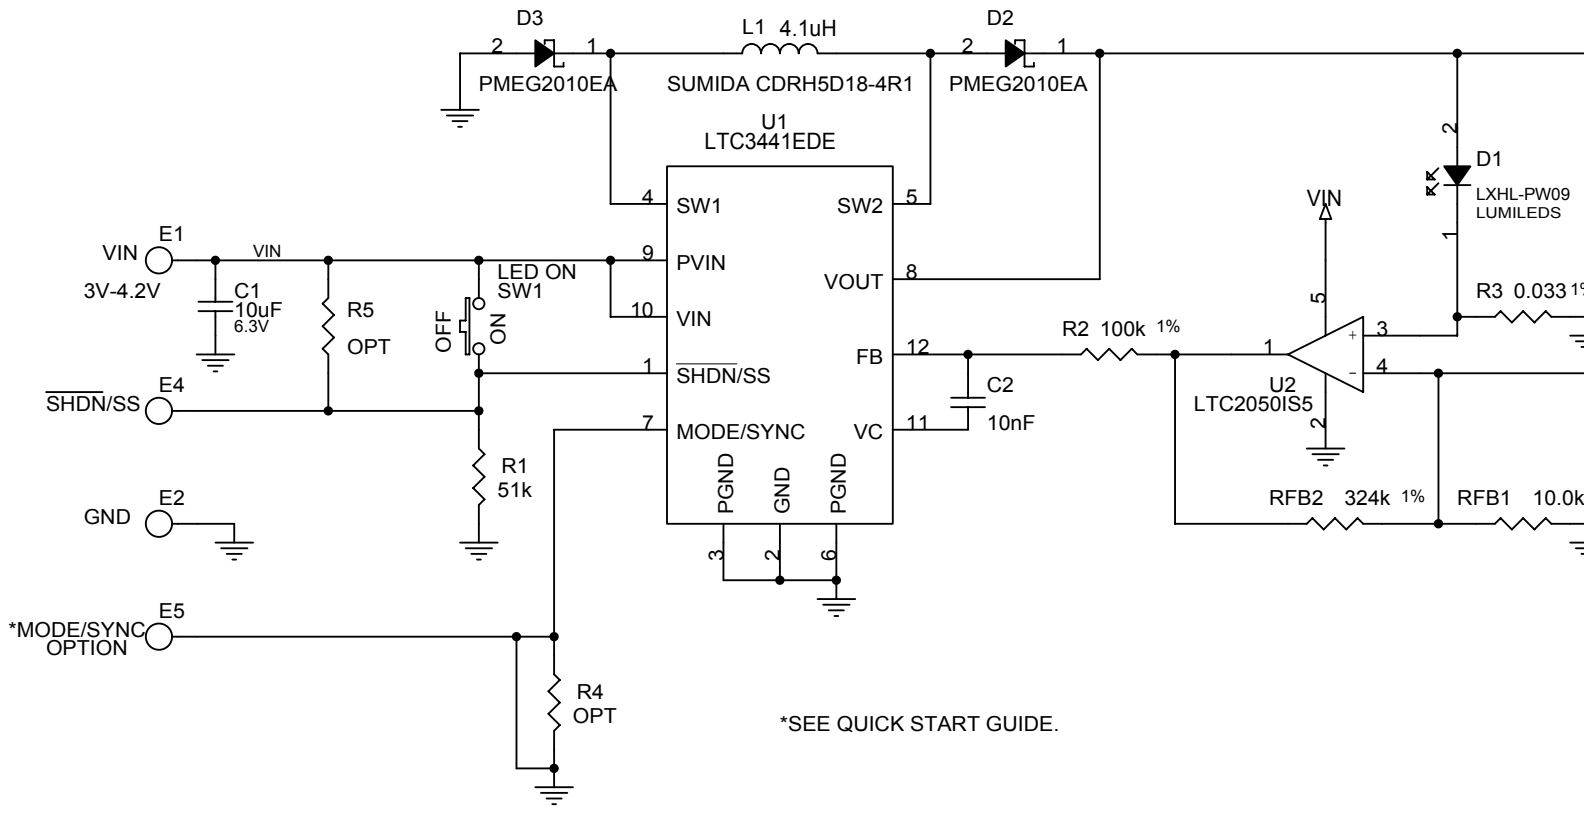 D3
2
1
PMEG2010EA
L1 4.1uH
SUMIDA CDRH5D18-4R1
D2
2
1
PMEG2010EA
U1
LTC3441EDE
4
SW1
SW2
5
9
PVIN
VOUT
8
10
VIN
FB
12
1
SHDN/SS
7
MODE/SYNC
VC
11
PGND
GND
PGND
3
2
6
E1
VIN
3V-4.2V
VIN
C1
10uF
6.3V
R5
OPT
LED ON
SW1
OFF
ON
E4
SHDN/SS
R1
51k
E2
GND
E5
*MODE/SYNC
OPTION
R4
OPT
*SEE QUICK START GUIDE.
C2
10nF
R2 100k 1%
VIN
5
1
+ 3
- 4
U2
LTC2050IS5
2
2
D1
LXHL-PW09
LUMILEDS
1
R3 0.033 1%
RFB2 324k 1%
RFB1 10.0k